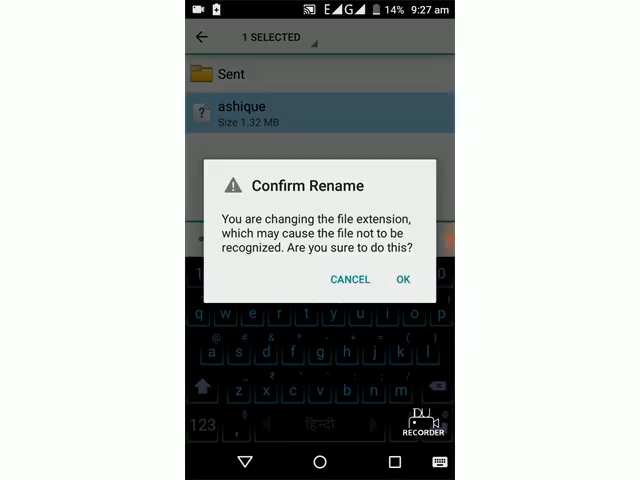 E G 14% 9:27 am
1 SELECTED
Sent
ashique
Size 1.32 MB
Confirm Rename
You are changing the file extension,
which may cause the file not to be
recognized. Are you sure to do this?
CANCEL OK
1 0
q w e r t y u i o p
@ # & * - + = ( )
a s d f g h j k l
_ ₹ " ' : ; /
z x c v b n m
123 , हिन्दी
DU
RECORDER